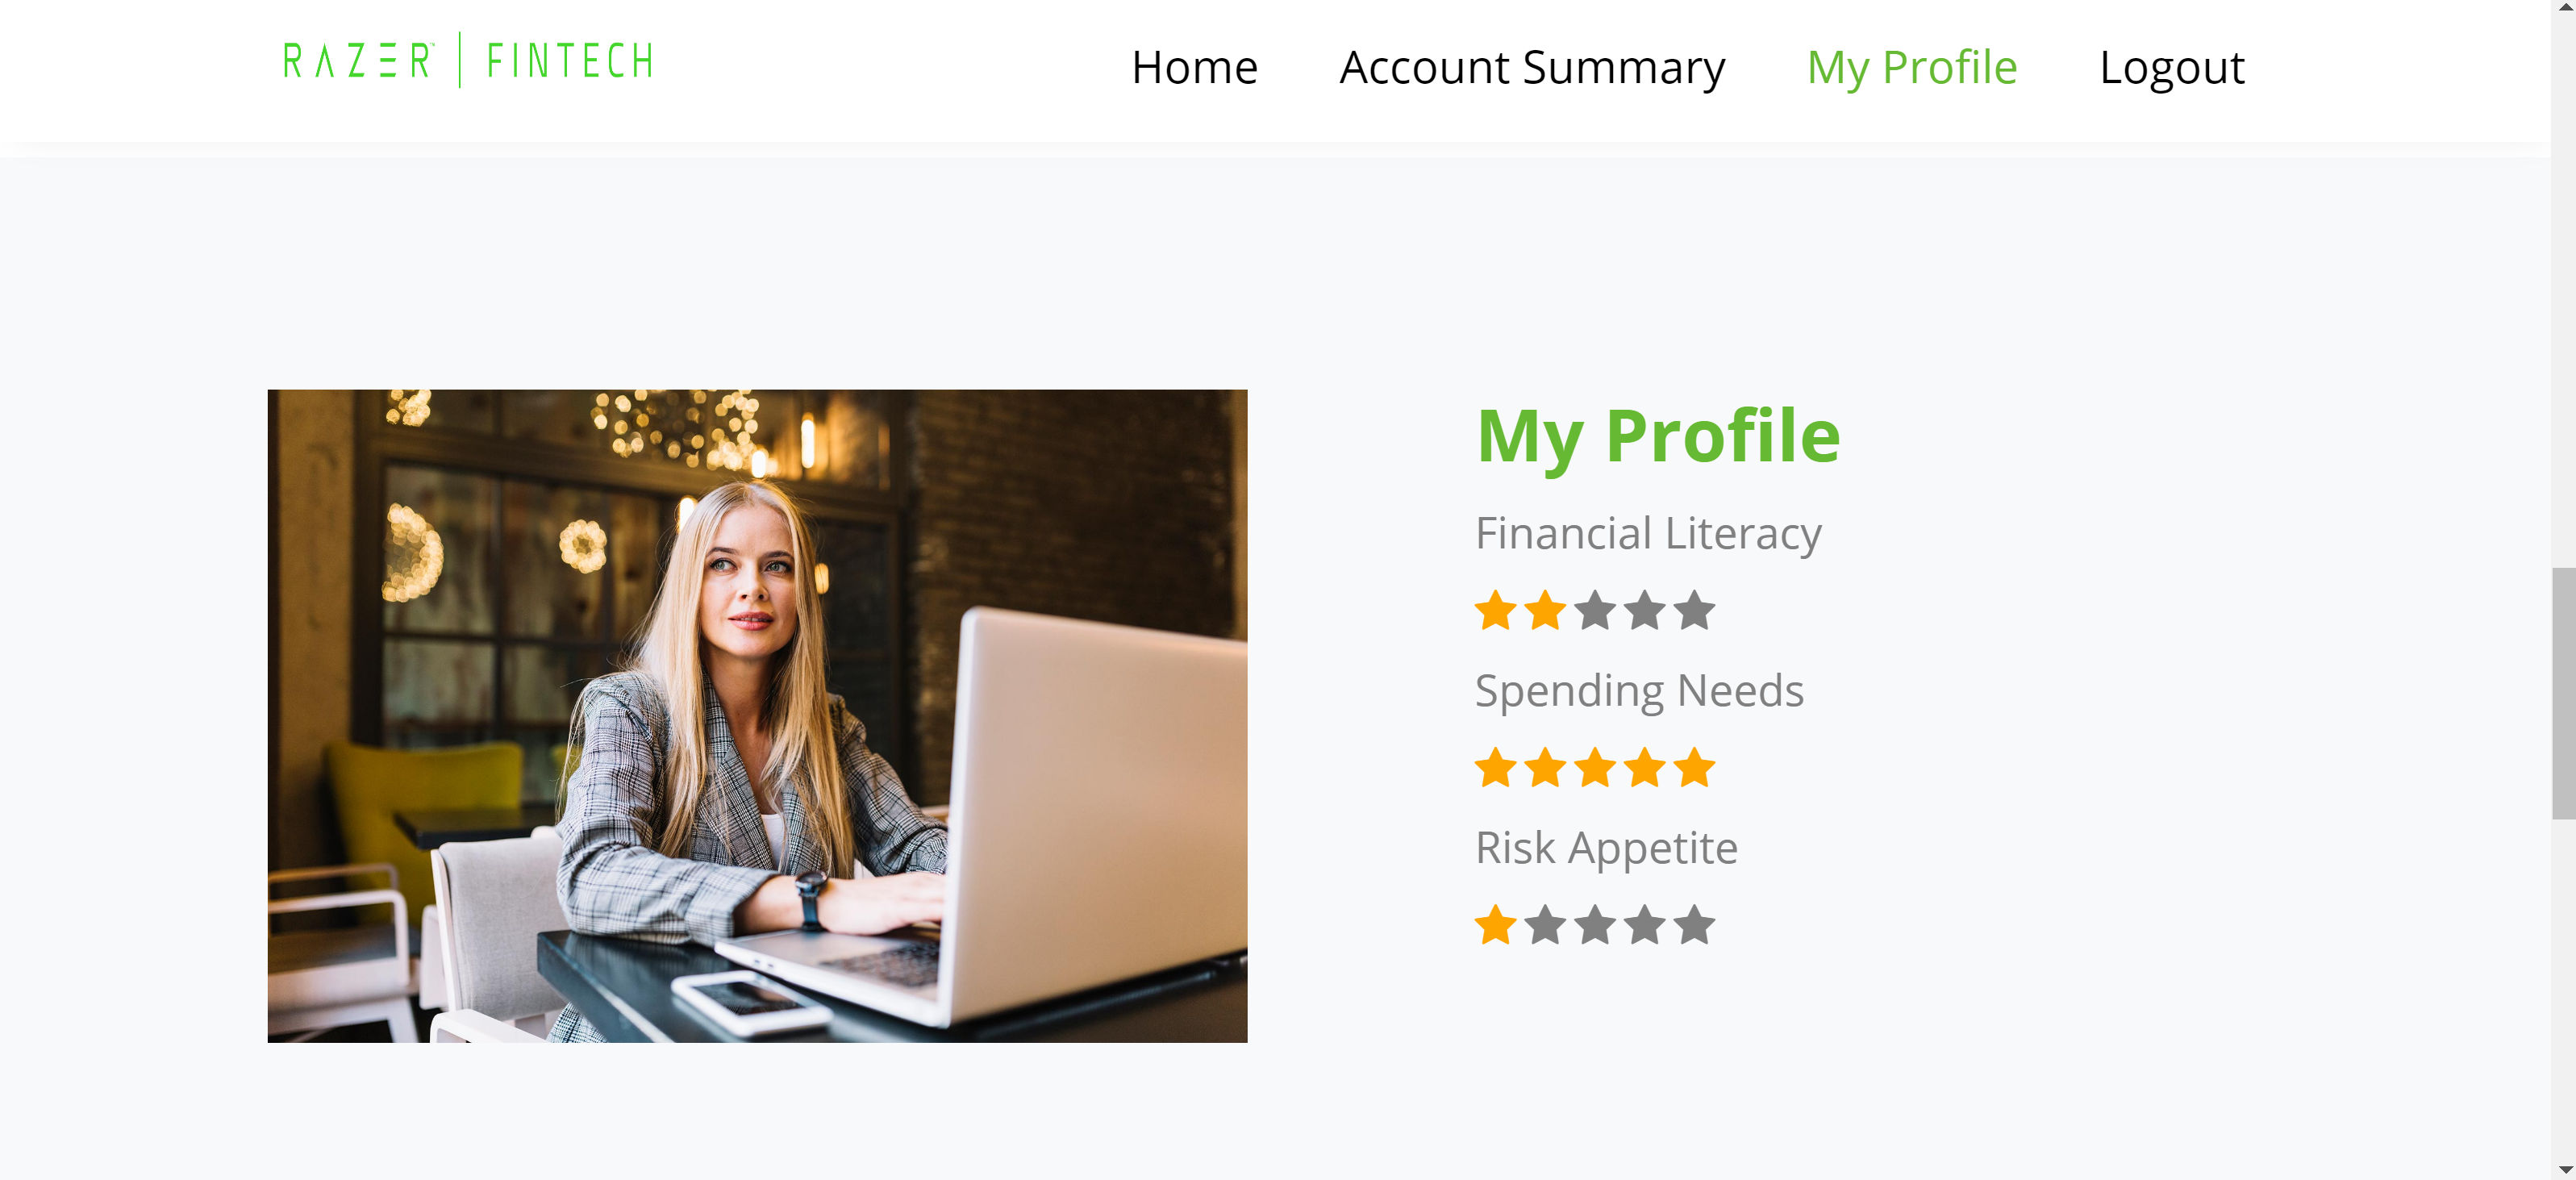 RAZER | FINTECH
Home Account Summary My Profile Logout
My Profile
Financial Literacy
Spending Needs
Risk Appetite